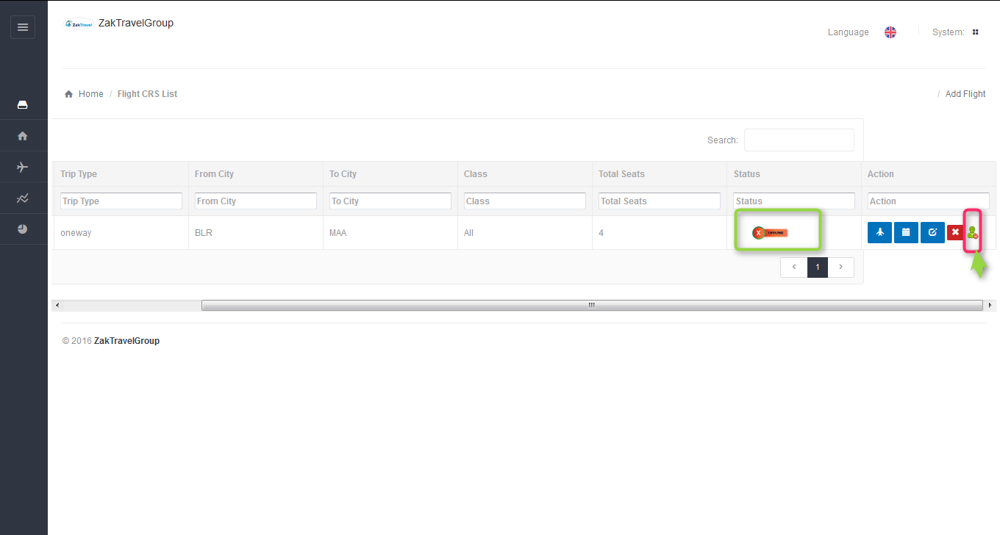 ZakTravel ZakTravelGroup
Language System:
Home / Flight CRS List / Add Flight
Search:
Trip Type From City To City Class Total Seats Status Action
Trip Type From City To City Class Total Seats Status Action
oneway BLR MAA All 4 X OFFLINE
1
© 2016 ZakTravelGroup